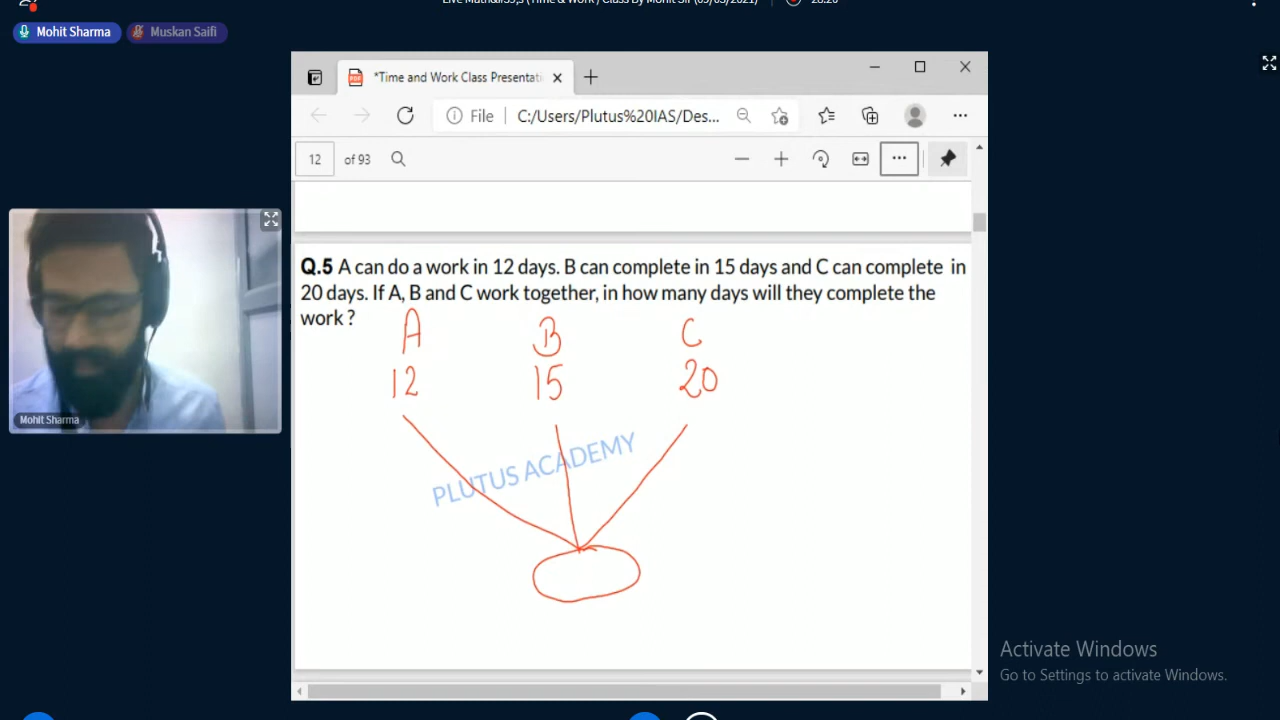 Mohit Sharma Muskan Saifi
*Time and Work Class Presentati
File C:/Users/Plutus%20IAS/Des...
12 of 93
Q.5 A can do a work in 12 days. B can complete in 15 days and C can complete in
20 days. If A, B and C work together, in how many days will they complete the
work ?
A B C
12 15 20
PLUTUS ACADEMY
Mohit Sharma
Activate Windows
Go to Settings to activate Windows.